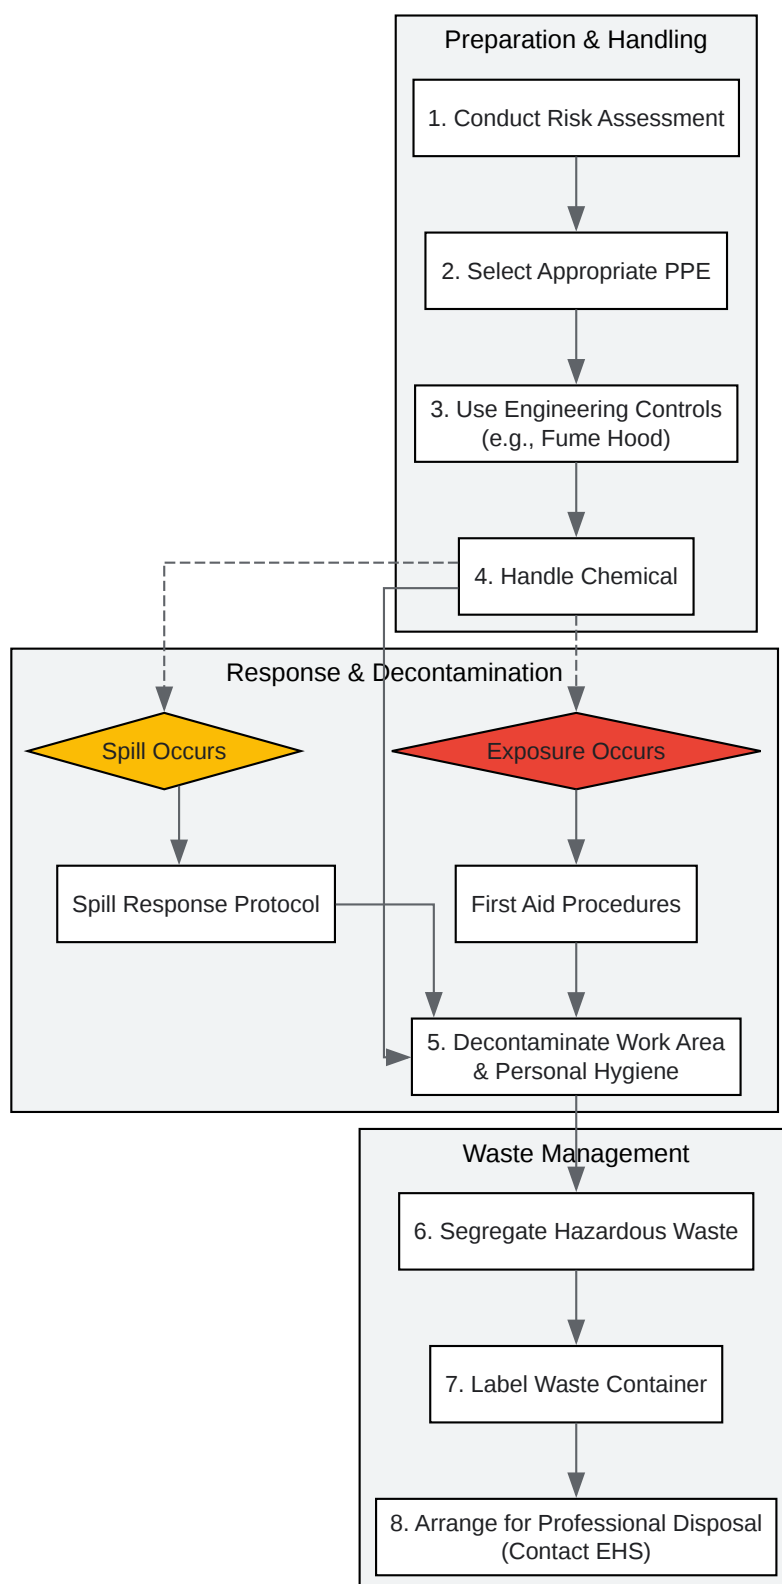 Preparation & Handling
1. Conduct Risk Assessment
2. Select Appropriate PPE
3. Use Engineering Controls
(e.g., Fume Hood)
4. Handle Chemical
Response & Decontamination
Spill Occurs
Exposure Occurs
Spill Response Protocol
First Aid Procedures
5. Decontaminate Work Area
& Personal Hygiene
Waste Management
6. Segregate Hazardous Waste
7. Label Waste Container
8. Arrange for Professional Disposal
(Contact EHS)